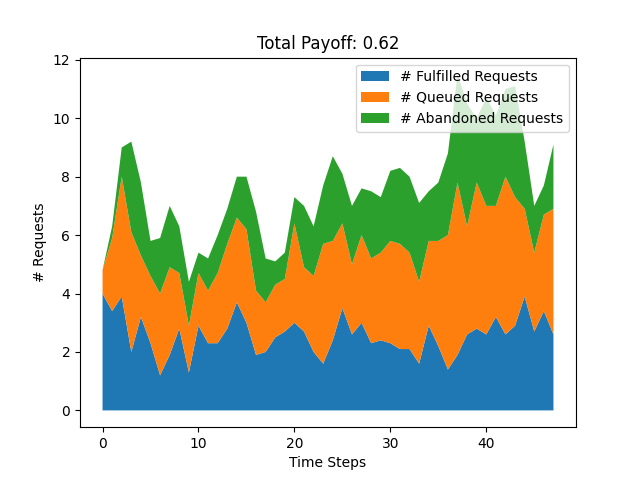 Total Payoff: 0.62
# Fulfilled Requests
# Queued Requests
# Abandoned Requests
12
10
8
6
4
2
0
# Requests
0 10 20 30 40
Time Steps